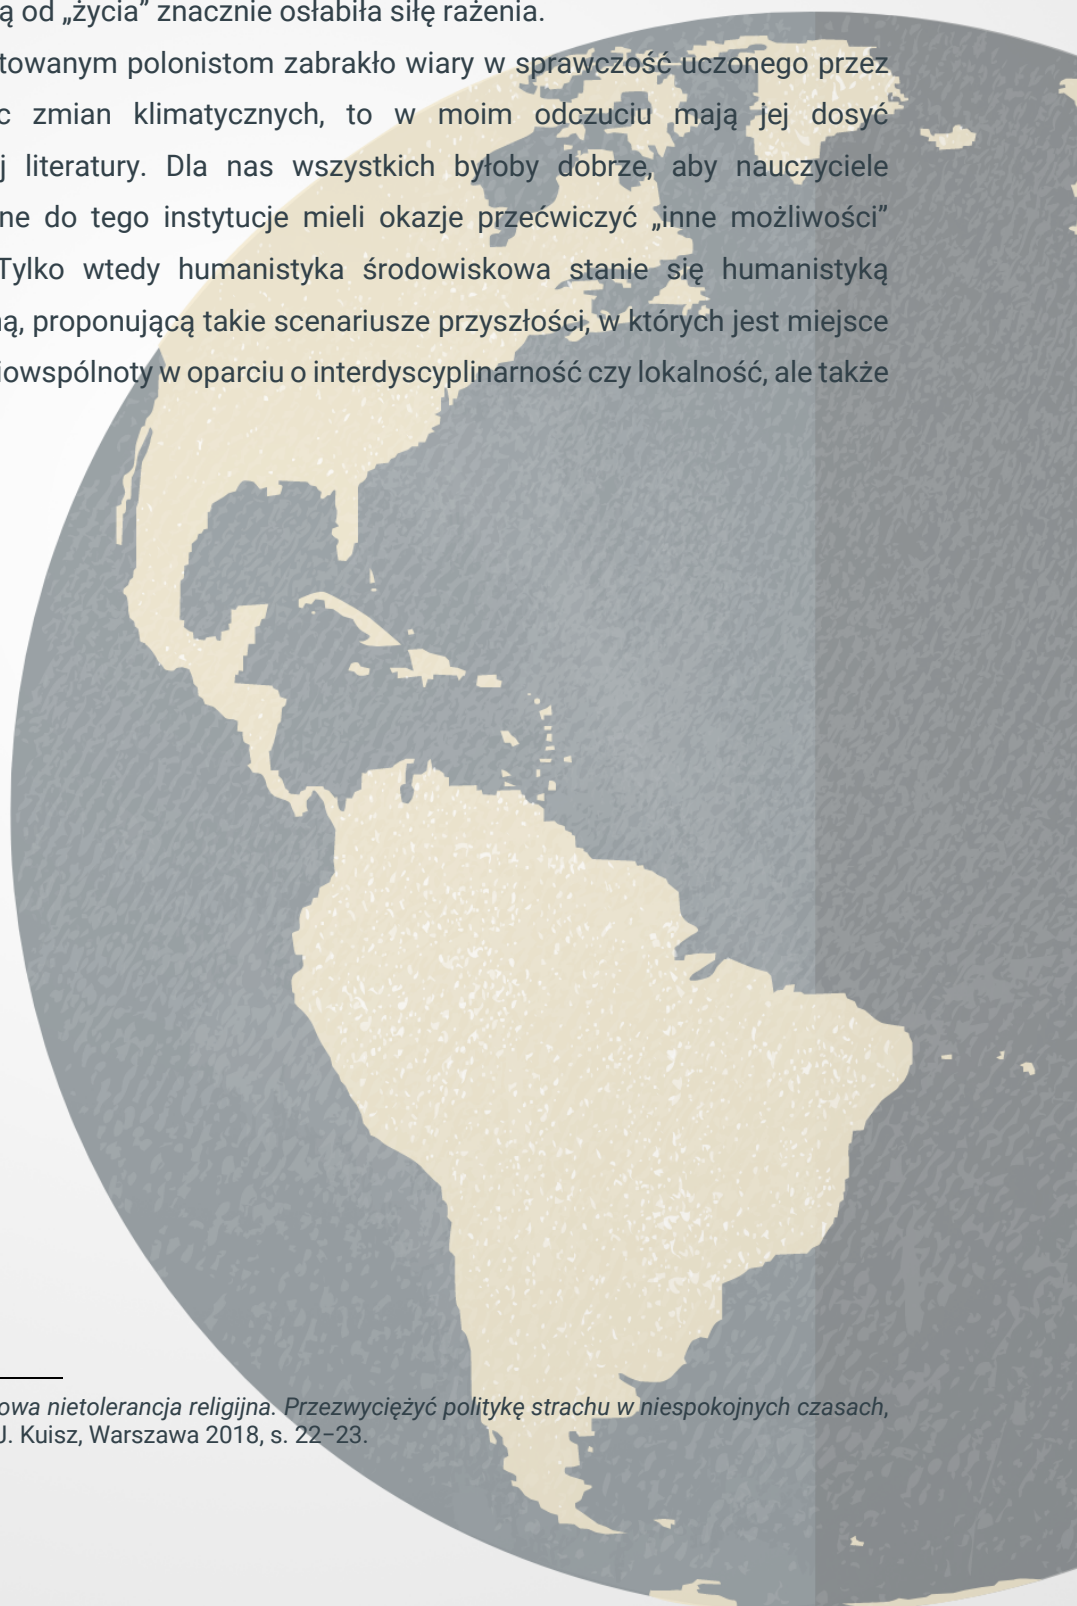 ą od „życia” znacznie osłabiła siłę rażenia.
towanym polonistom zabrakło wiary w sprawczość uczonego przez
c zmian klimatycznych, to w moim odczuciu mają jej dosyć
j literatury. Dla nas wszystkich byłoby dobrze, aby nauczyciele
ne do tego instytucje mieli okazje przećwiczyć „inne możliwości”
Tylko wtedy humanistyka środowiskowa stanie się humanistyką
ą, proponującą takie scenariusze przyszłości, w których jest miejsce
iowspólnoty w oparciu o interdyscyplinarność czy lokalność, ale także
owa nietolerancja religijna. Przezwyciężyć politykę strachu w niespokojnych czasach,
J. Kuisz, Warszawa 2018, s. 22–23.